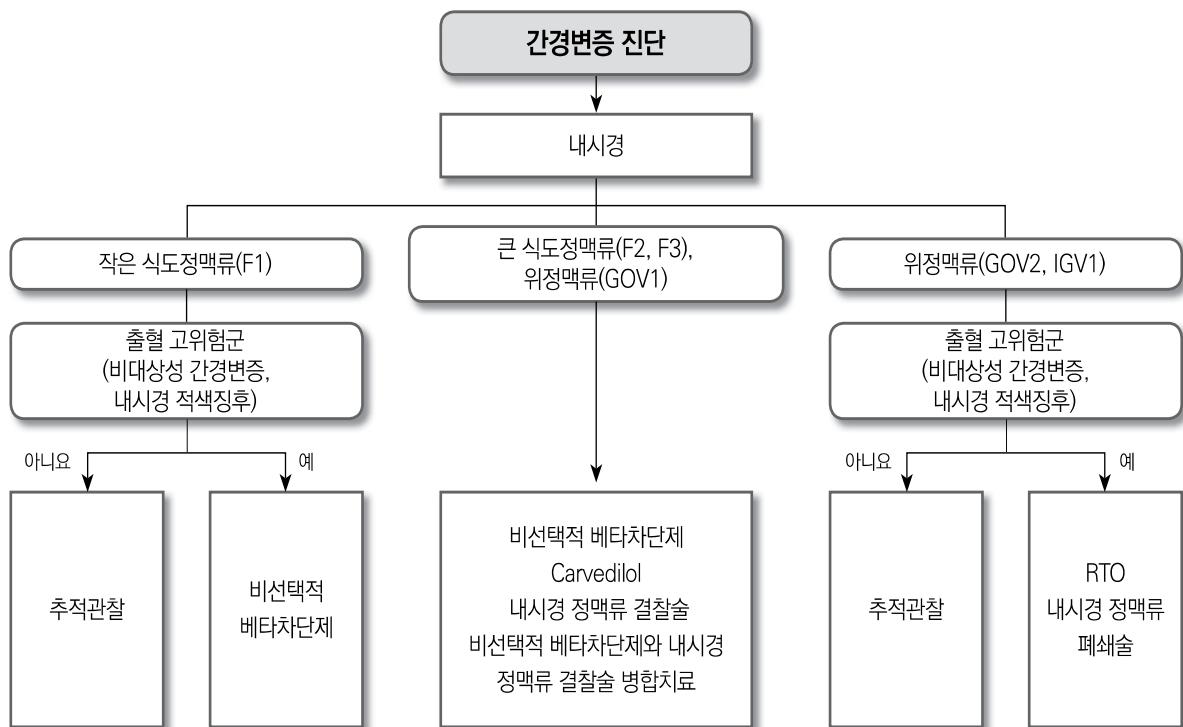 간경변증 진단
내시경
작은 식도정맥류(F1)
큰 식도정맥류(F2, F3),
위정맥류(GOV1)
위정맥류(GOV2, IGV1)
출혈 고위험군
(비대상성 간경변증,
내시경 적색징후)
출혈 고위험군
(비대상성 간경변증,
내시경 적색징후)
아니요
예
아니요
예
추적관찰
비선택적
베타차단제
비선택적 베타차단제
Carvedilol
내시경 정맥류 결찰술
비선택적 베타차단제와 내시경
정맥류 결찰술 병합치료
추적관찰
RTO
내시경 정맥류
폐쇄술